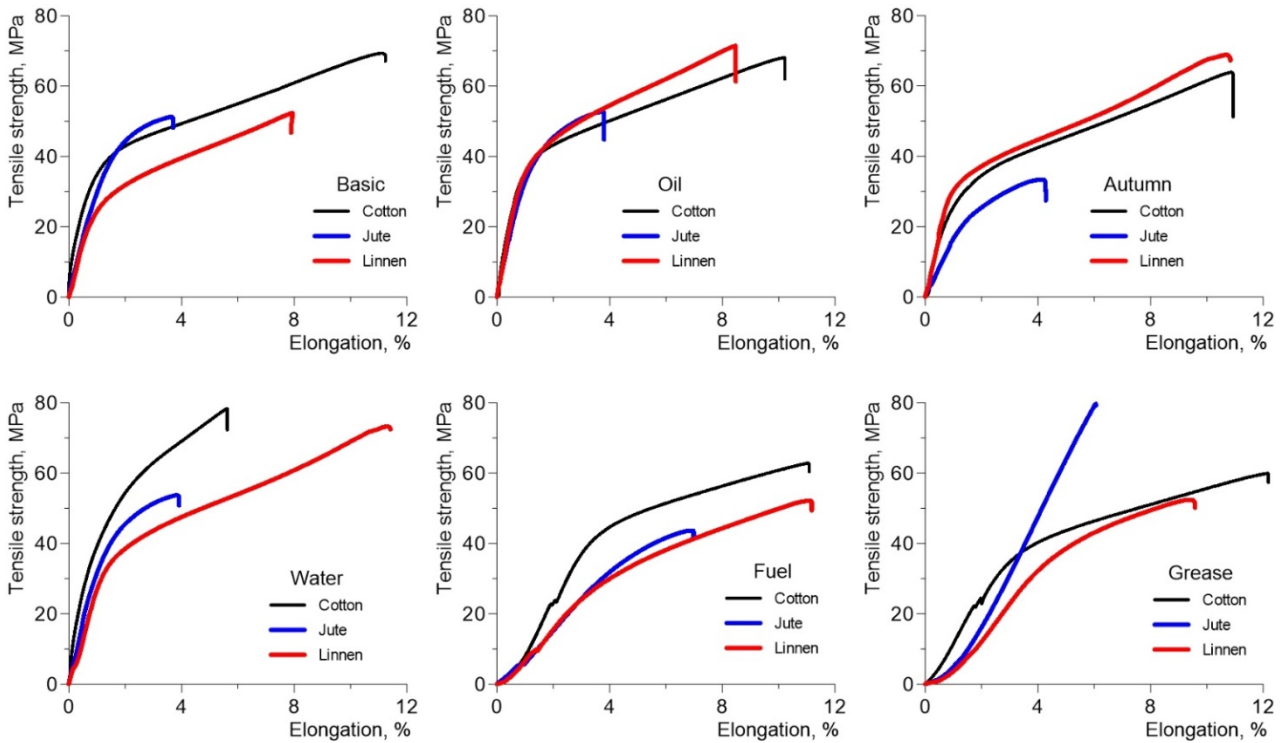 Tensile strength, MPa
80
60
40
20
0
Basic
Cotton
Jute
Linnen
0 4 8 12
Elongation, %
Tensile strength, MPa
80
60
40
20
0
Oil
Cotton
Jute
Linnen
0 4 8 12
Elongation, %
Tensile strength, MPa
80
60
40
20
0
Autumn
Cotton
Jute
Linnen
0 4 8 12
Elongation, %
Tensile strength, MPa
80
60
40
20
0
Water
Cotton
Jute
Linnen
0 4 8 12
Elongation, %
Tensile strength, MPa
80
60
40
20
0
Fuel
Cotton
Jute
Linnen
0 4 8 12
Elongation, %
Tensile strength, MPa
80
60
40
20
0
Grease
Cotton
Jute
Linnen
0 4 8 12
Elongation, %